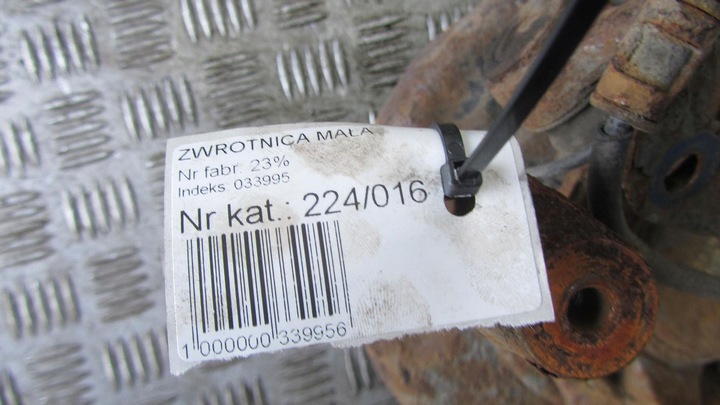 ZWROTNICA MAŁA
Nr fabr: 23%
Indeks: 033995
Nr kat.: 224/016
1 000000 339956